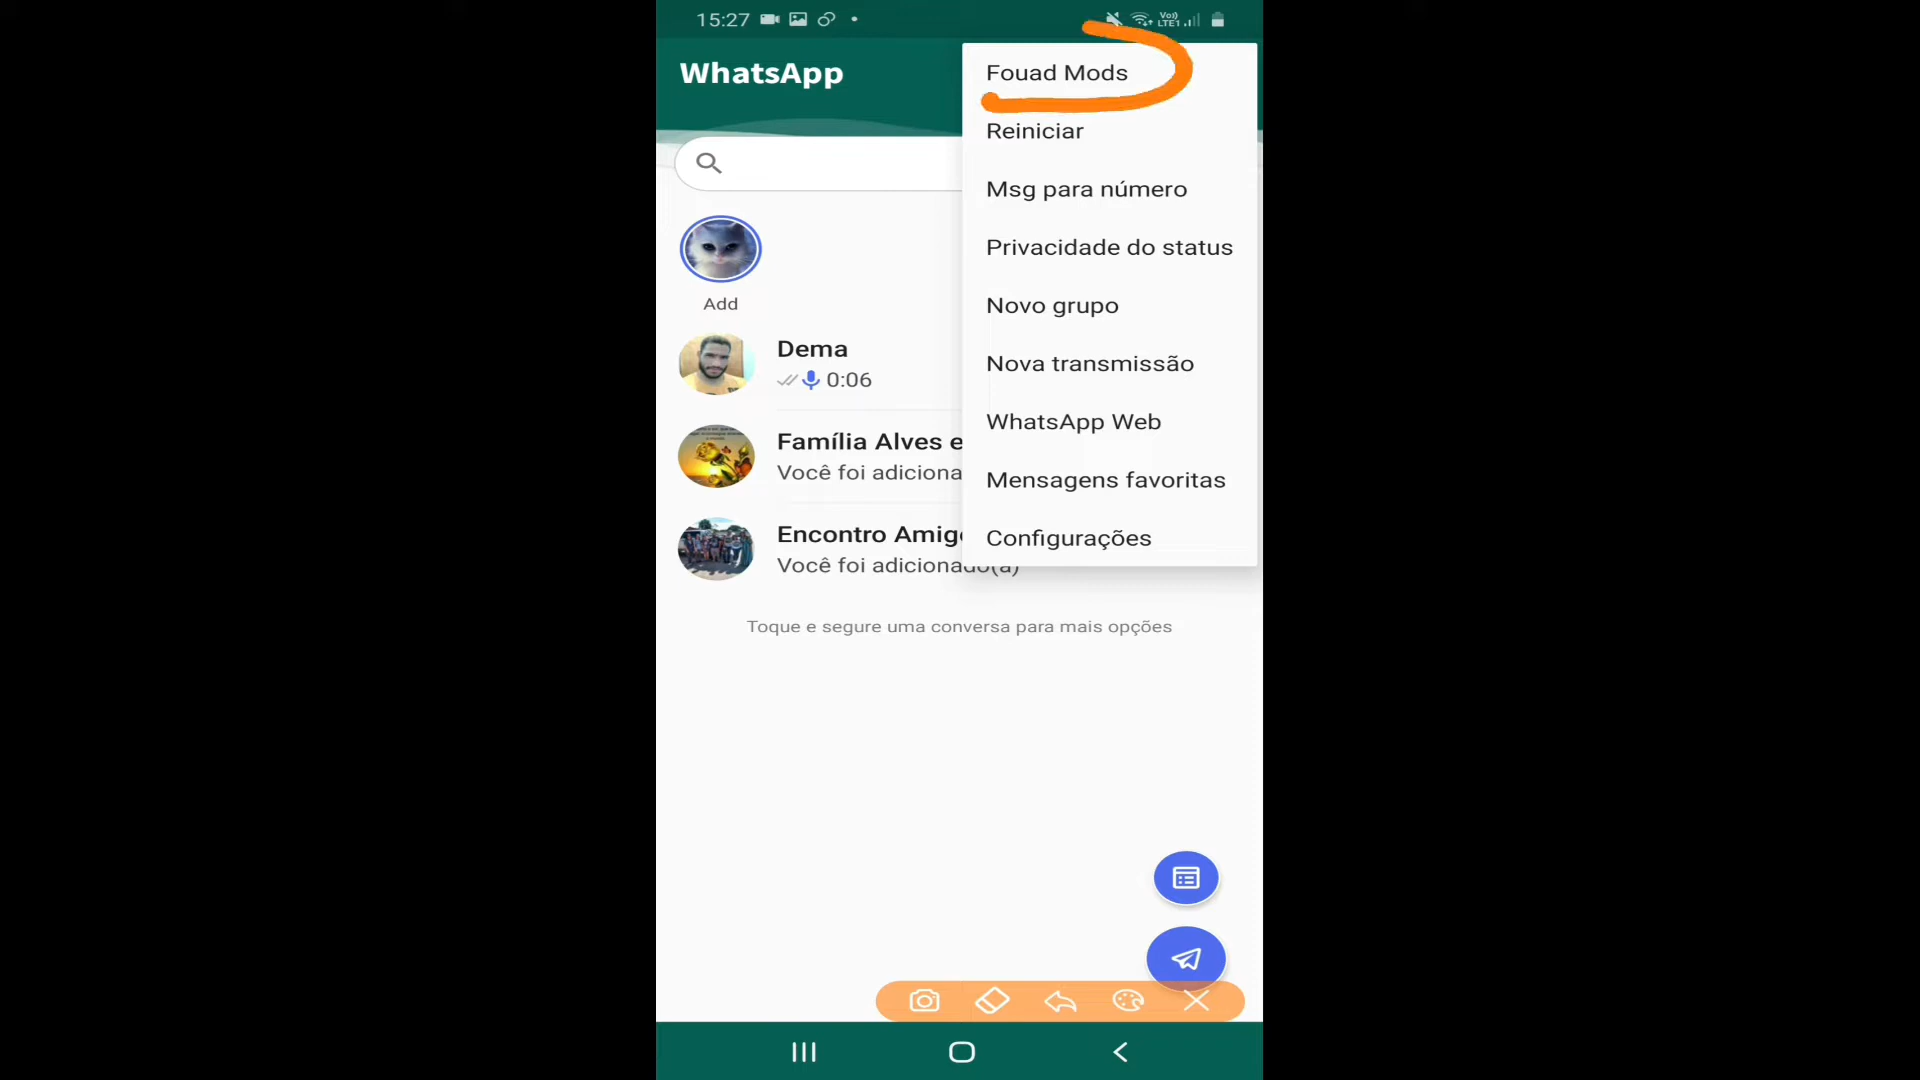 15:27
Vo))
LTE1
WhatsApp
Fouad Mods
Reiniciar
Msg para número
Privacidade do status
Novo grupo
Nova transmissão
WhatsApp Web
Mensagens favoritas
Configurações
Add
Dema
0:06
Família Alves e
Você foi adiciona
Encontro Amig
Você foi adicionado(a)
Toque e segure uma conversa para mais opções